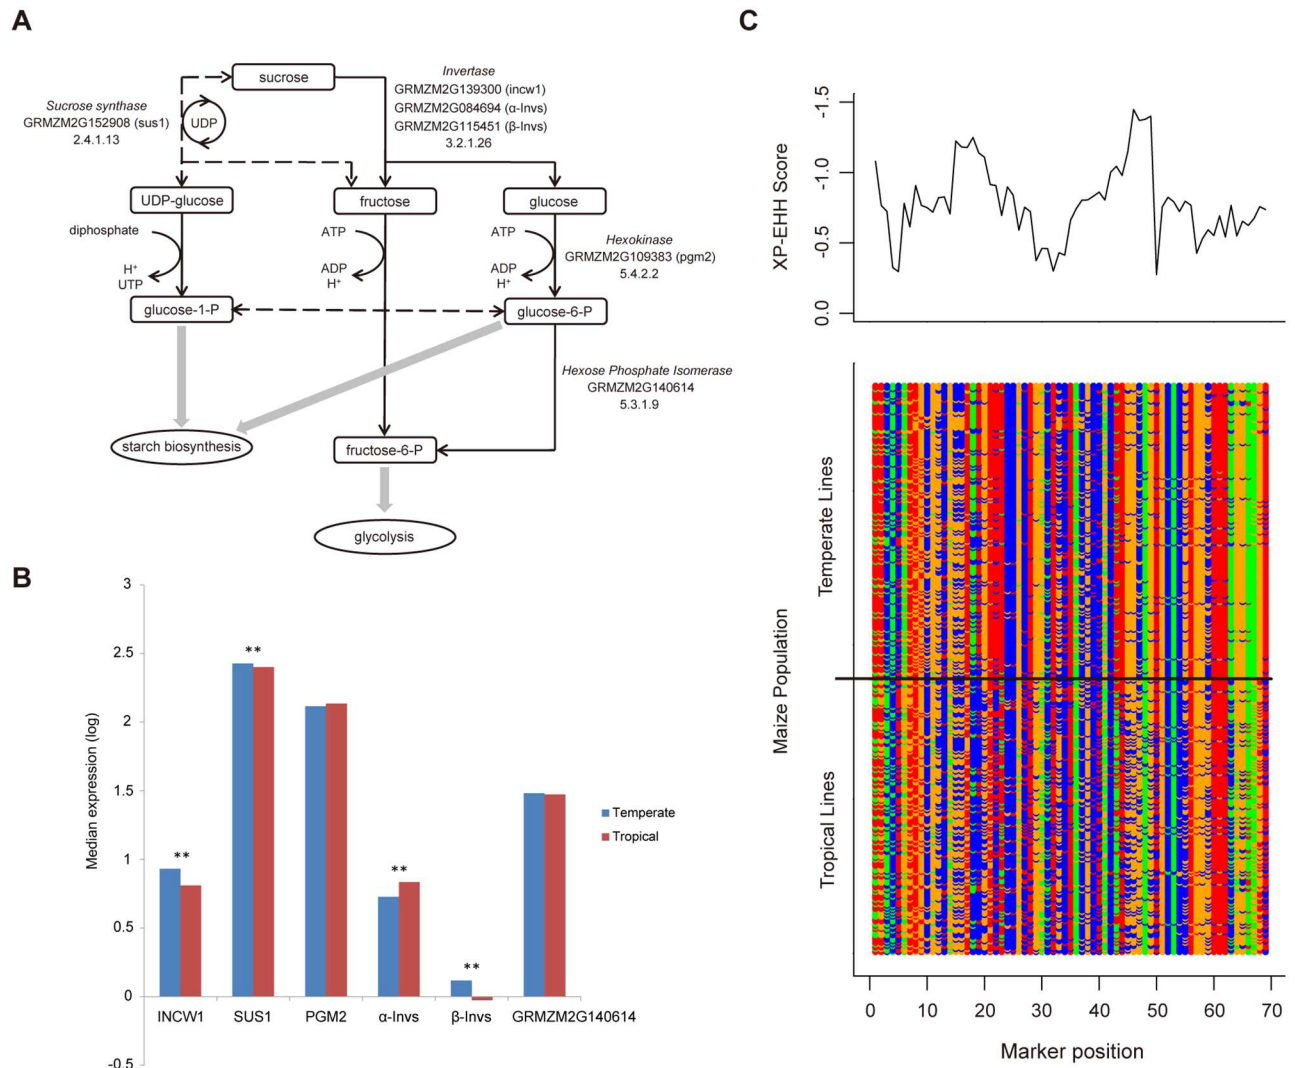 A
sucrose
Invertase
GRMZM2G139300 (incw1)
GRMZM2G084694 (α-Invs)
GRMZM2G115451 (β-Invs)
3.2.1.26
Sucrose synthase
GRMZM2G152908 (sus1)
2.4.1.13
UDP
UDP-glucose
fructose
glucose
diphosphate
H⁺
UTP
ATP
ADP
H⁺
ATP
ADP
H⁺
Hexokinase
GRMZM2G109383 (pgm2)
5.4.2.2
glucose-1-P
glucose-6-P
Hexose Phosphate Isomerase
GRMZM2G140614
5.3.1.9
starch biosynthesis
fructose-6-P
glycolysis
B
Median expression (log)
3
2.5
2
1.5
1
0.5
0
-0.5
**
**
**
**
INCW1
SUS1
PGM2
α-Invs
β-Invs
GRMZM2G140614
Temperate
Tropical
C
XP-EHH Score
-1.5
-1.0
-0.5
0.0
Maize Population
Temperate Lines
Tropical Lines
0
10
20
30
40
50
60
70
Marker position